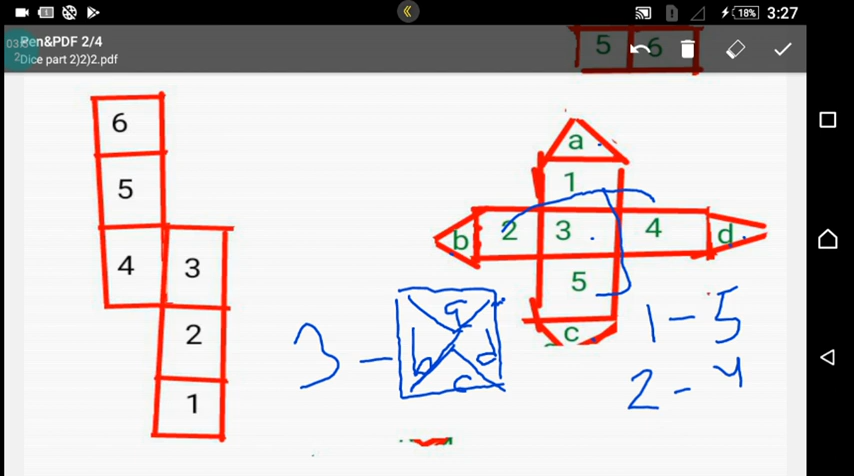 18% 3:27
Pen&PDF 2/4
Dice part 2)2)2.pdf
5 6
6
5
4 3
2
1
a
1
b 2 3 4 d
5
c
3 - a
b d
c
1 - 5
2 - 4